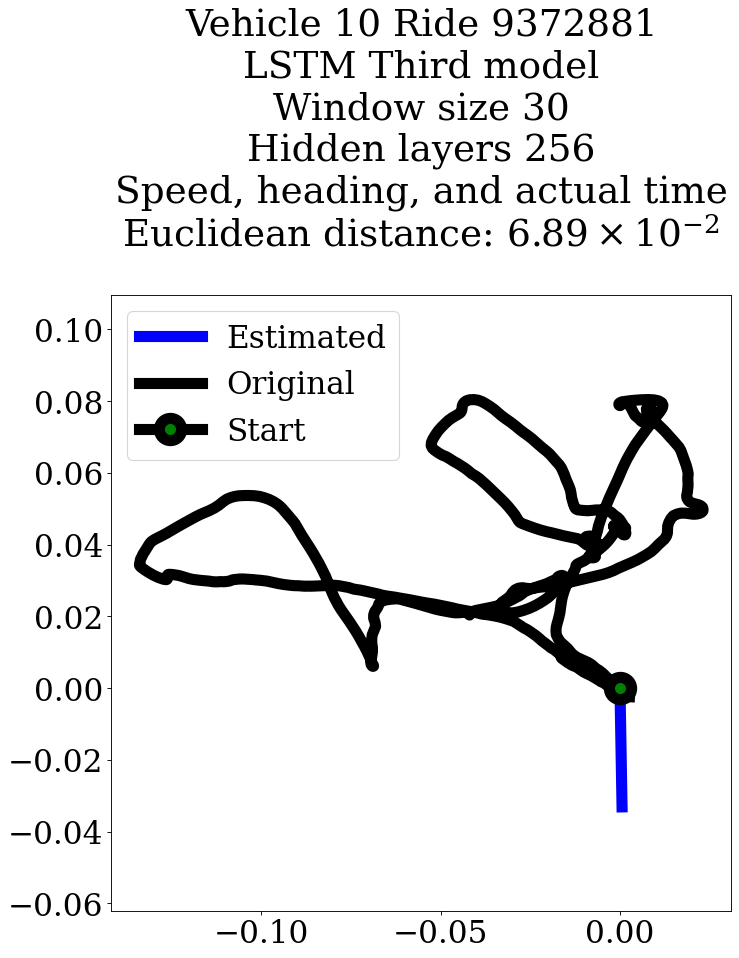 Vehicle 10 Ride 9372881
LSTM Third model
Window size 30
Hidden layers 256
Speed, heading, and actual time
Euclidean distance: 6.89 × 10⁻²
Estimated
Original
Start
0.10
0.08
0.06
0.04
0.02
0.00
−0.02
−0.04
−0.06
−0.10 −0.05 0.00